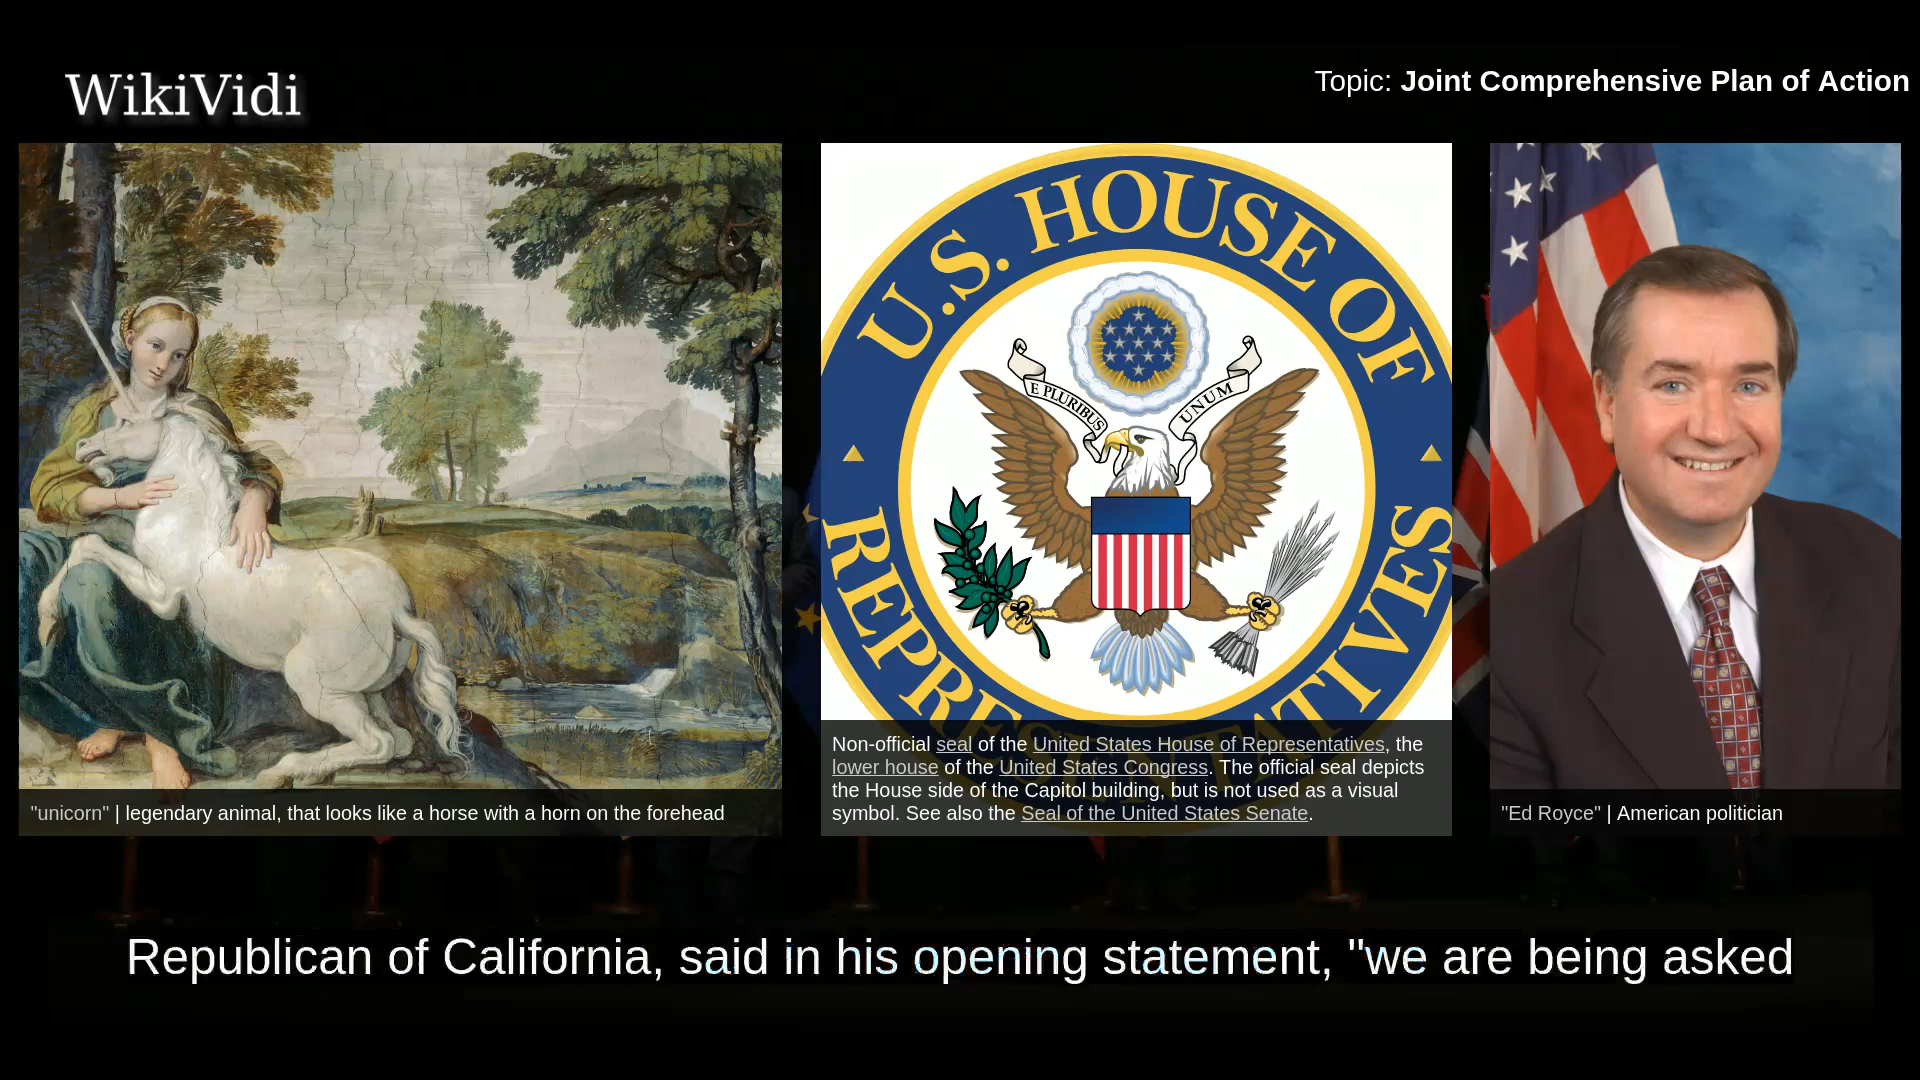 WikiVidi
Topic: Joint Comprehensive Plan of Action
"unicorn" | legendary animal, that looks like a horse with a horn on the forehead
U.S. HOUSE OF
REPRESENTATIVES
E PLURIBUS
UNUM
Non-official seal of the United States House of Representatives, the
lower house of the United States Congress. The official seal depicts
the House side of the Capitol building, but is not used as a visual
symbol. See also the Seal of the United States Senate.
"Ed Royce" | American politician
Republican of California, said in his opening statement, "we are being asked